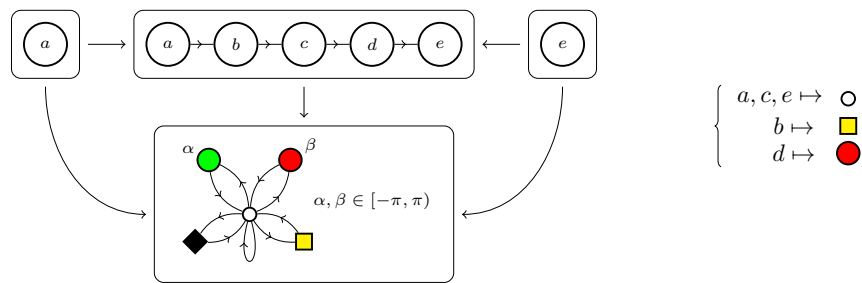 a
a b c d e
e
α β
α, β ∈ [−π, π)
a, c, e ↦
b ↦
d ↦